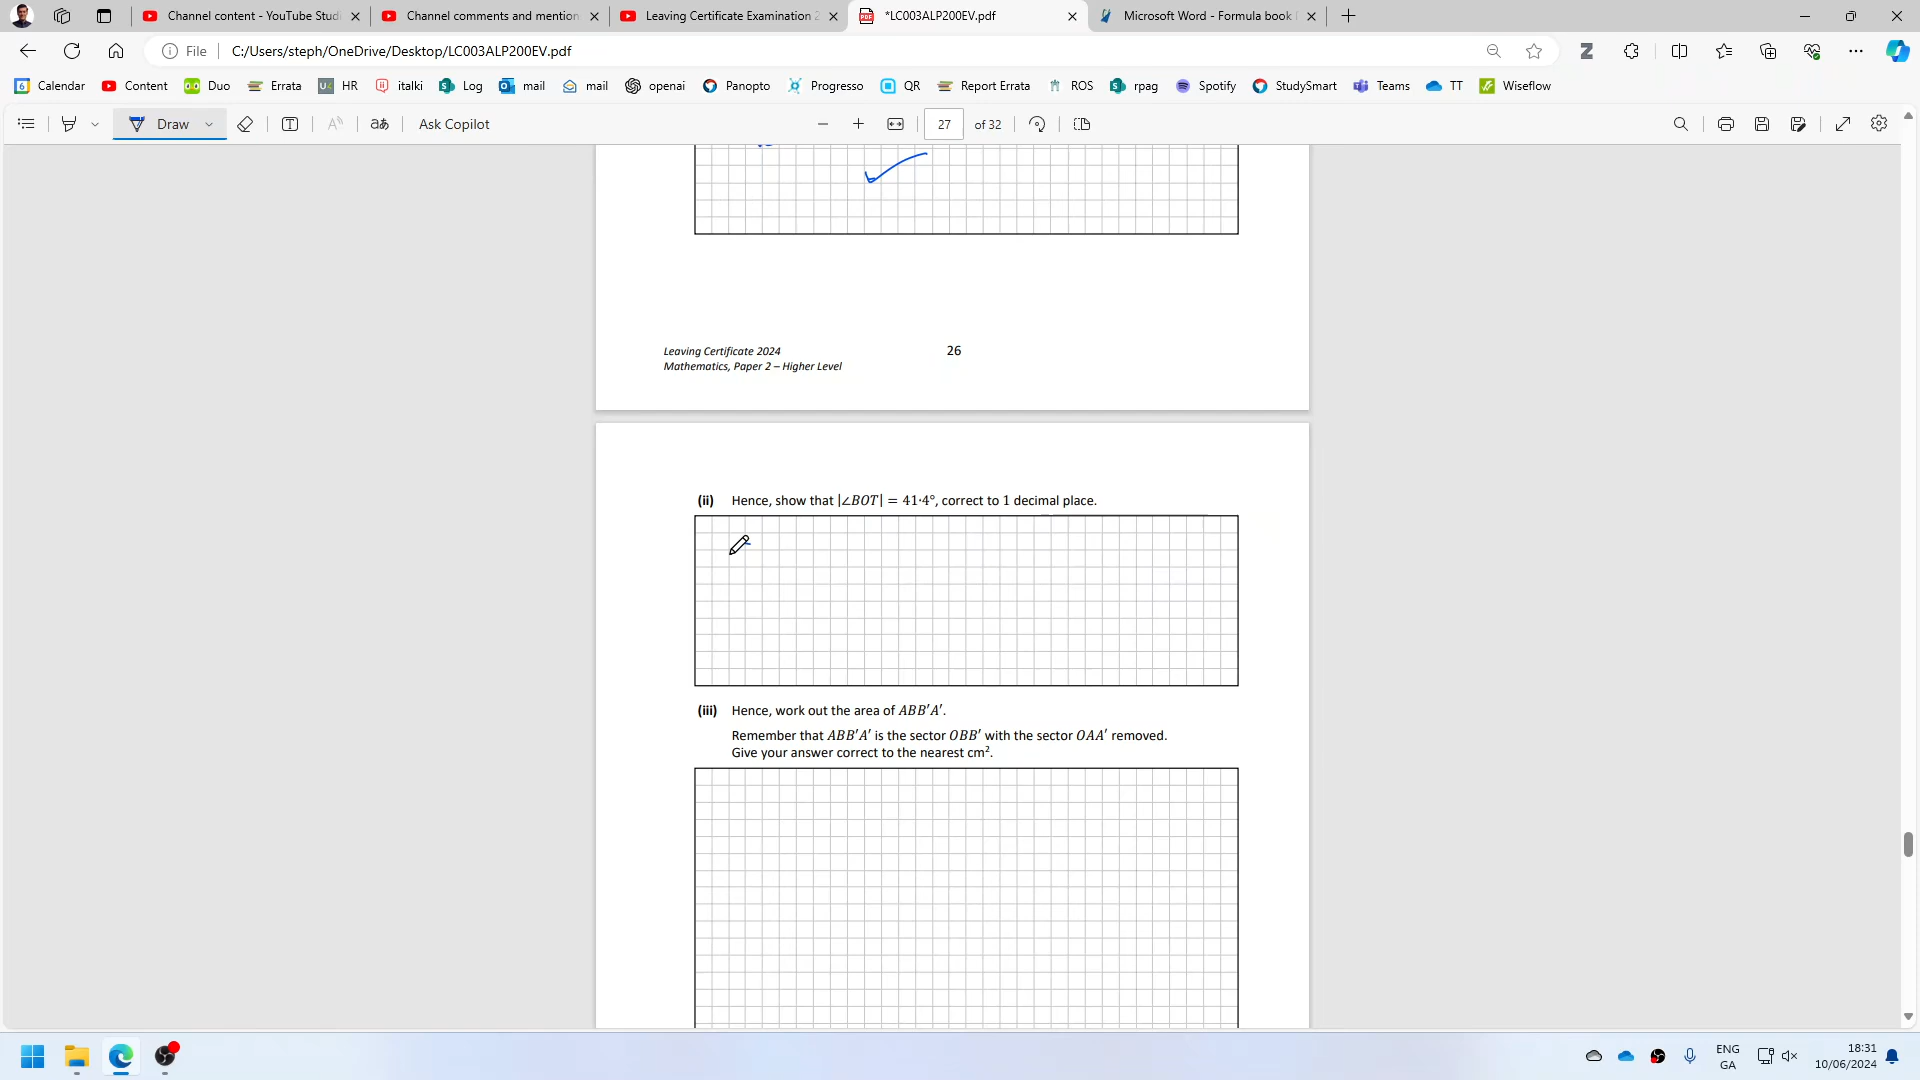 Channel content - YouTube Studi
Channel comments and mention
Leaving Certificate Examination 2
*LC003ALP200EV.pdf
Microsoft Word - Formula book
File
C:/Users/steph/OneDrive/Desktop/LC003ALP200EV.pdf
Calendar
Content
Duo
Errata
HR
italki
Log
mail
mail
openai
Panopto
Progresso
QR
Report Errata
ROS
rpag
Spotify
StudySmart
Teams
TT
Wiseflow
Draw
Ask Copilot
27
of 32
Leaving Certificate 2024
26
Mathematics, Paper 2 – Higher Level
(ii) Hence, show that |∠BOT| = 41·4°, correct to 1 decimal place.
(iii) Hence, work out the area of ABB′A′.
Remember that ABB′A′ is the sector OBB′ with the sector OAA′ removed.
Give your answer correct to the nearest cm².
ENG
GA
18:31
10/06/2024